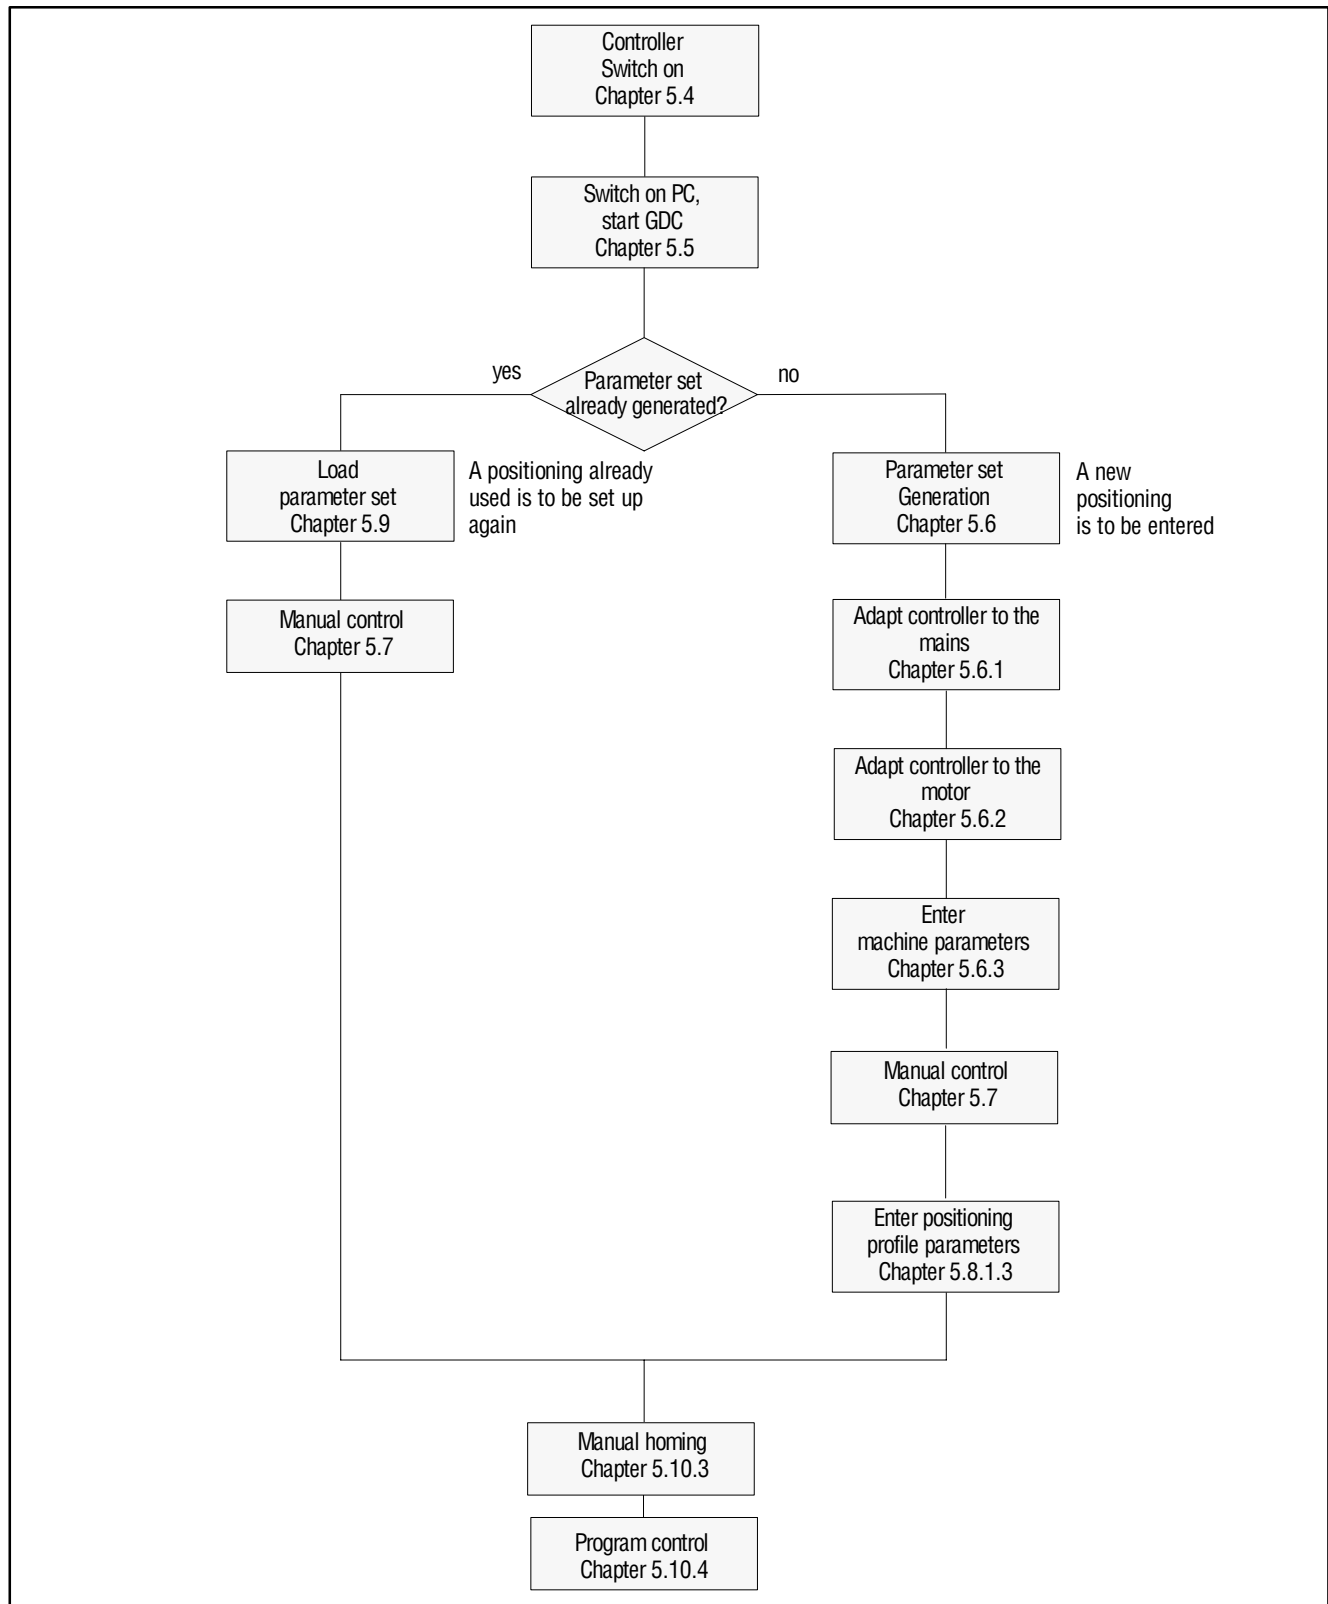 Controller
Switch on
Chapter 5.4
Switch on PC,
start GDC
Chapter 5.5
yes
Parameter set
already generated?
no
Load
parameter set
Chapter 5.9
A positioning already
used is to be set up
again
Parameter set
Generation
Chapter 5.6
A new
positioning
is to be entered
Manual control
Chapter 5.7
Adapt controller to the
mains
Chapter 5.6.1
Adapt controller to the
motor
Chapter 5.6.2
Enter
machine parameters
Chapter 5.6.3
Manual control
Chapter 5.7
Enter positioning
profile parameters
Chapter 5.8.1.3
Manual homing
Chapter 5.10.3
Program control
Chapter 5.10.4